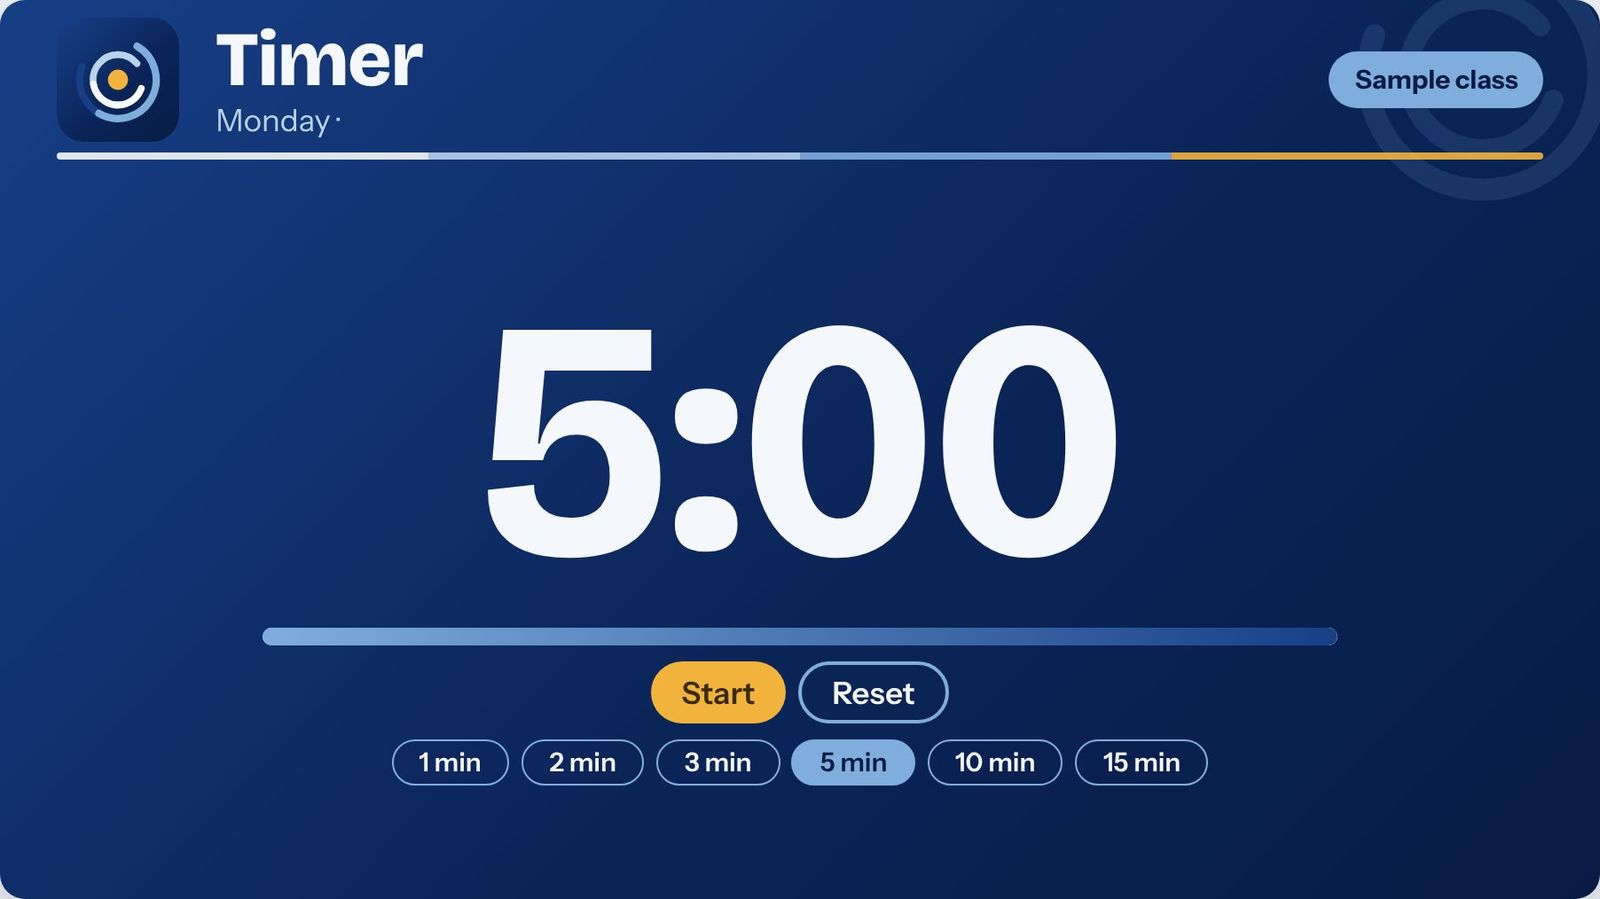 Timer
Monday ·
Sample class
5:00
Start Reset
1 min 2 min 3 min 5 min 10 min 15 min